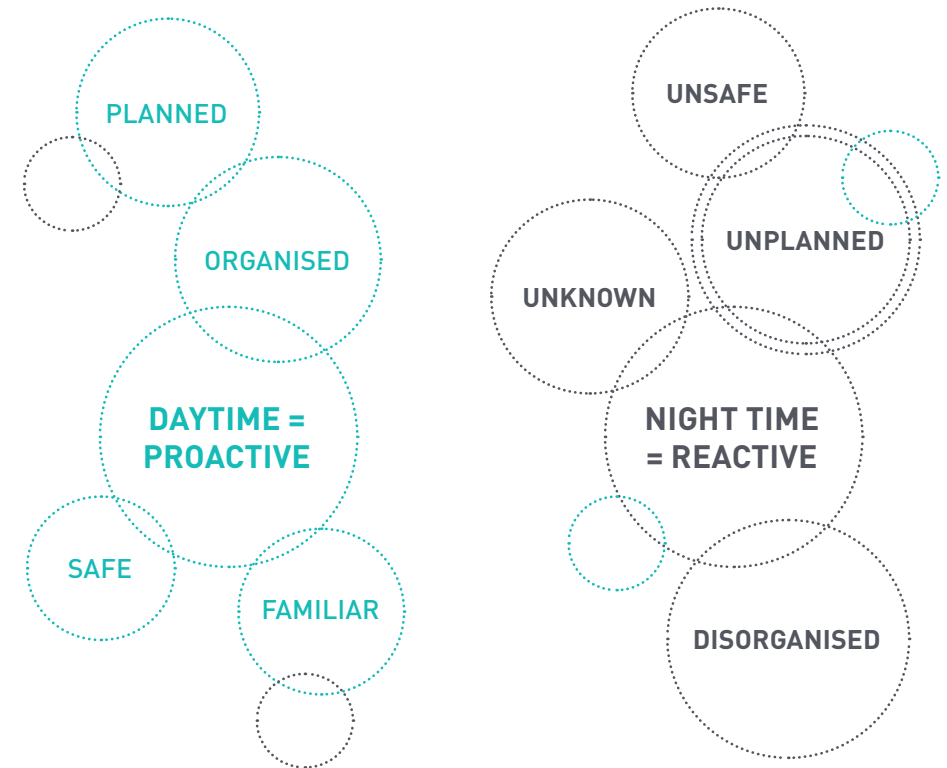 PLANNED
ORGANISED
DAYTIME =
PROACTIVE
SAFE
FAMILIAR
UNSAFE
UNPLANNED
UNKNOWN
NIGHT TIME
= REACTIVE
DISORGANISED